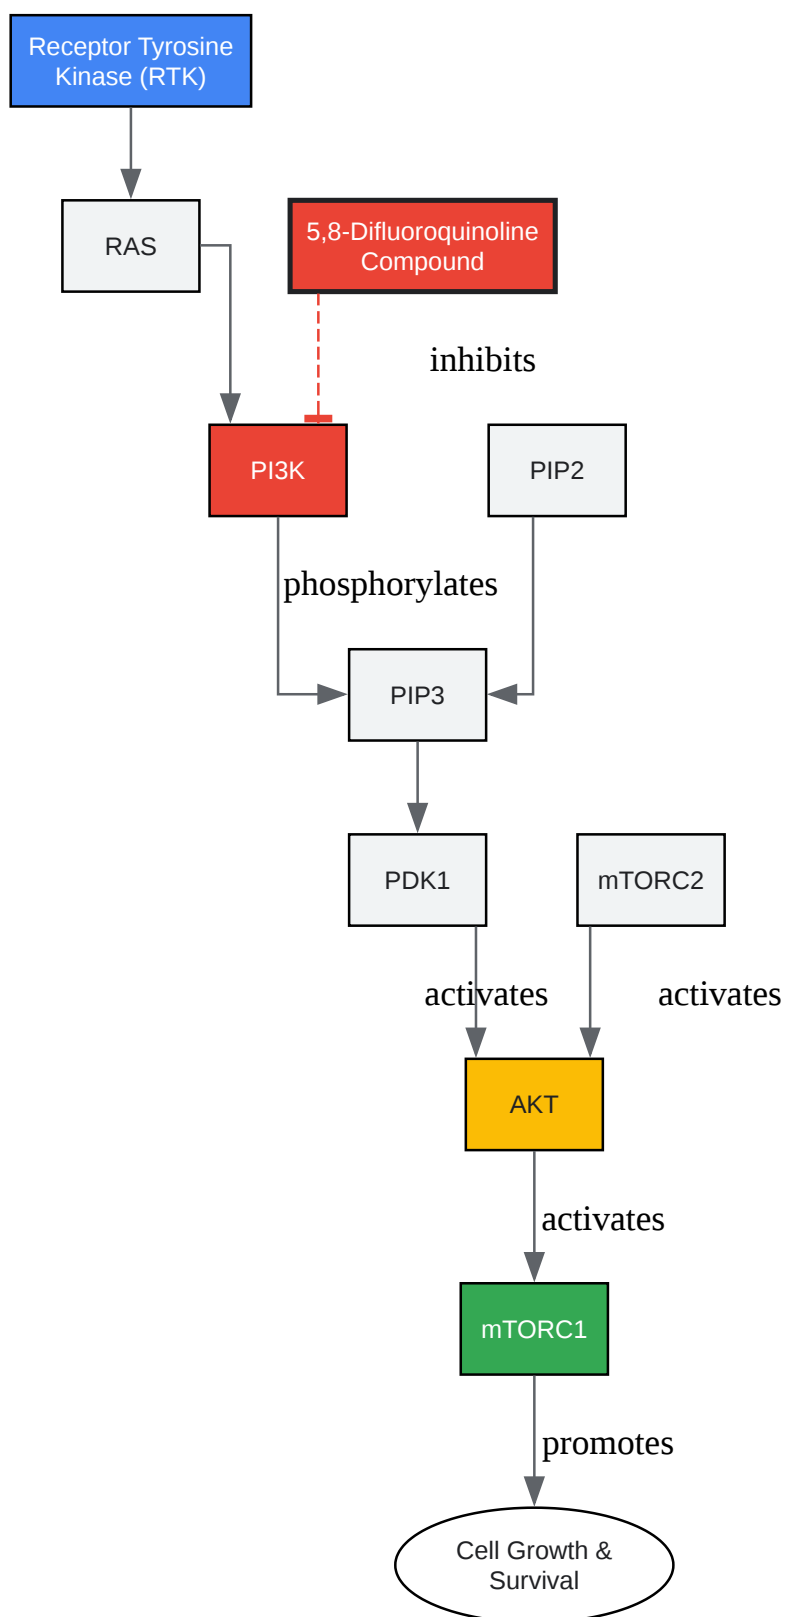 Receptor Tyrosine
Kinase (RTK)
RAS
5,8-Difluoroquinoline
Compound
inhibits
PI3K
PIP2
phosphorylates
PIP3
PDK1
mTORC2
activates
activates
AKT
activates
mTORC1
promotes
Cell Growth &
Survival